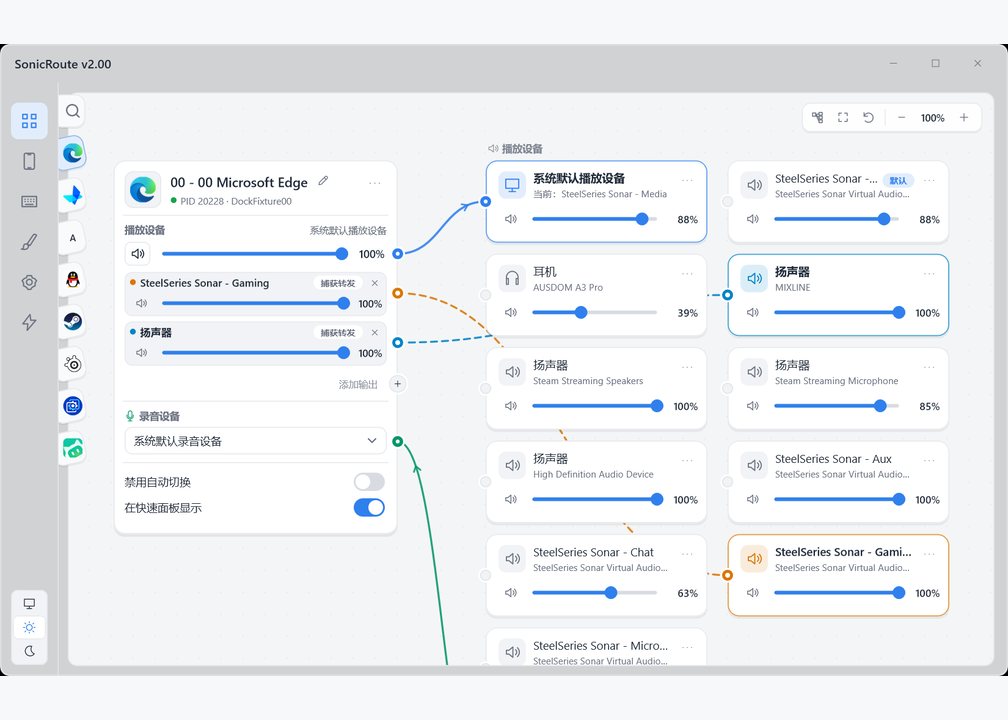 SonicRoute v2.00
100%
A
00 - 00 Microsoft Edge
PID 20228 · DockFixture00
播放设备
系统默认播放设备
100%
SteelSeries Sonar - Gaming
捕获转发
100%
扬声器
捕获转发
100%
添加输出
录音设备
系统默认录音设备
禁用自动切换
在快速面板显示
播放设备
系统默认播放设备
当前: SteelSeries Sonar - Media
88%
耳机
AUSDOM A3 Pro
39%
扬声器
Steam Streaming Speakers
100%
扬声器
High Definition Audio Device
100%
SteelSeries Sonar - Chat
SteelSeries Sonar Virtual Audio...
63%
SteelSeries Sonar - Micro...
SteelSeries Sonar Virtual Audio...
SteelSeries Sonar -...
默认
SteelSeries Sonar Virtual Audio...
88%
扬声器
MIXLINE
100%
扬声器
Steam Streaming Microphone
85%
SteelSeries Sonar - Aux
SteelSeries Sonar Virtual Audio...
100%
SteelSeries Sonar - Gami...
SteelSeries Sonar Virtual Audio...
100%